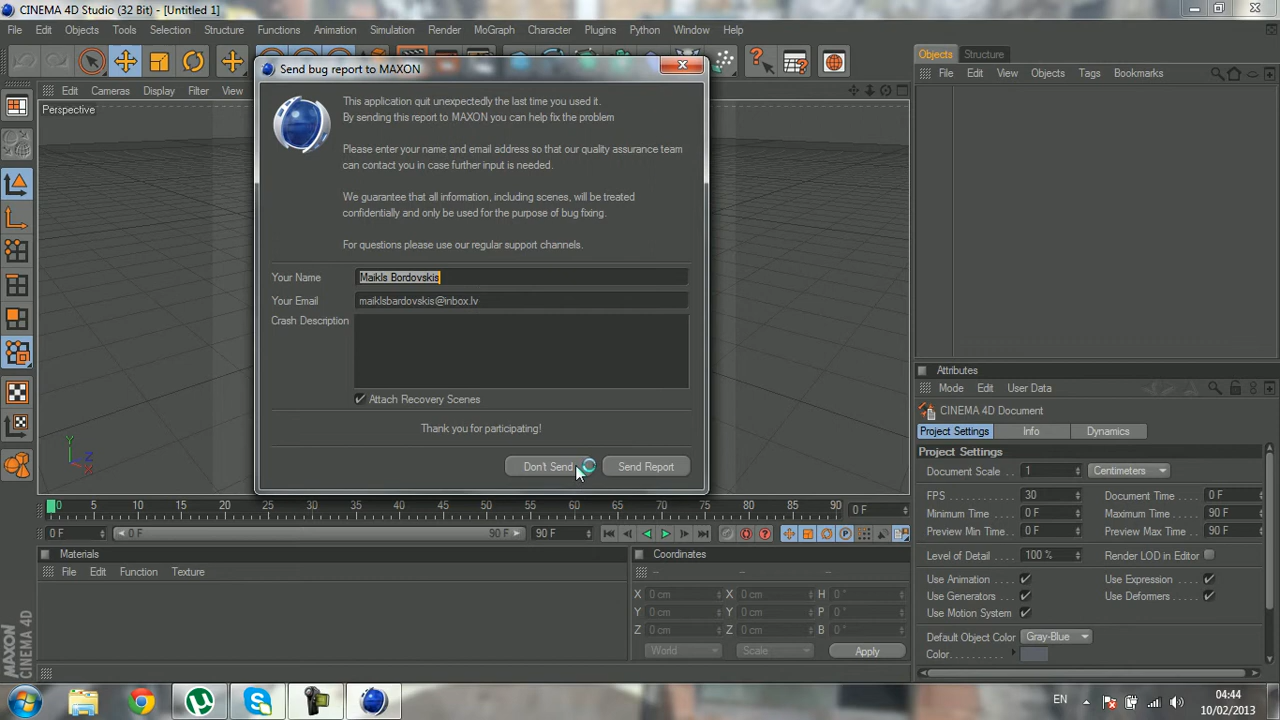 CINEMA 4D Studio (32 Bit) - [Untitled 1]
File Edit Objects Tools Selection Structure Functions Animation Simulation Render MoGraph Character Plugins Python Window Help
Objects Structure
File Edit View Objects Tags Bookmarks
Edit Cameras Display Filter View
Perspective
Send bug report to MAXON
This application quit unexpectedly the last time you used it.
By sending this report to MAXON you can help fix the problem
Please enter your name and email address so that our quality assurance team
can contact you in case further input is needed.
We guarantee that all information, including scenes, will be treated
confidentially and only be used for the purpose of bug fixing.
For questions please use our regular support channels.
Your Name Maikls Bordovskis
Your Email maiklsbardovskis@inbox.lv
Crash Description
Attach Recovery Scenes
Thank you for participating!
Don't Send Send Report
Y
Z
X
Attributes
Mode Edit User Data
CINEMA 4D Document
Project Settings Info Dynamics
Project Settings
Document Scale 1 Centimeters
FPS 30 Document Time 0 F
Minimum Time 0 F Maximum Time 90 F
Preview Min Time 0 F Preview Max Time 90 F
Level of Detail 100 % Render LOD in Editor
Use Animation Use Expression
Use Generators Use Deformers
Use Motion System
Default Object Color Gray-Blue
Color
0 5 10 15 20 25 30 35 40 45 50 55 60 65 70 75 80 85 90 0 F
0 F 0 F 90 F 90 F
Materials
File Edit Function Texture
Coordinates
-- -- --
X 0 cm X 0 cm H 0 °
Y 0 cm Y 0 cm P 0 °
Z 0 cm Z 0 cm B 0 °
World Scale Apply
MAXON
CINEMA 4D
EN
04:44
10/02/2013